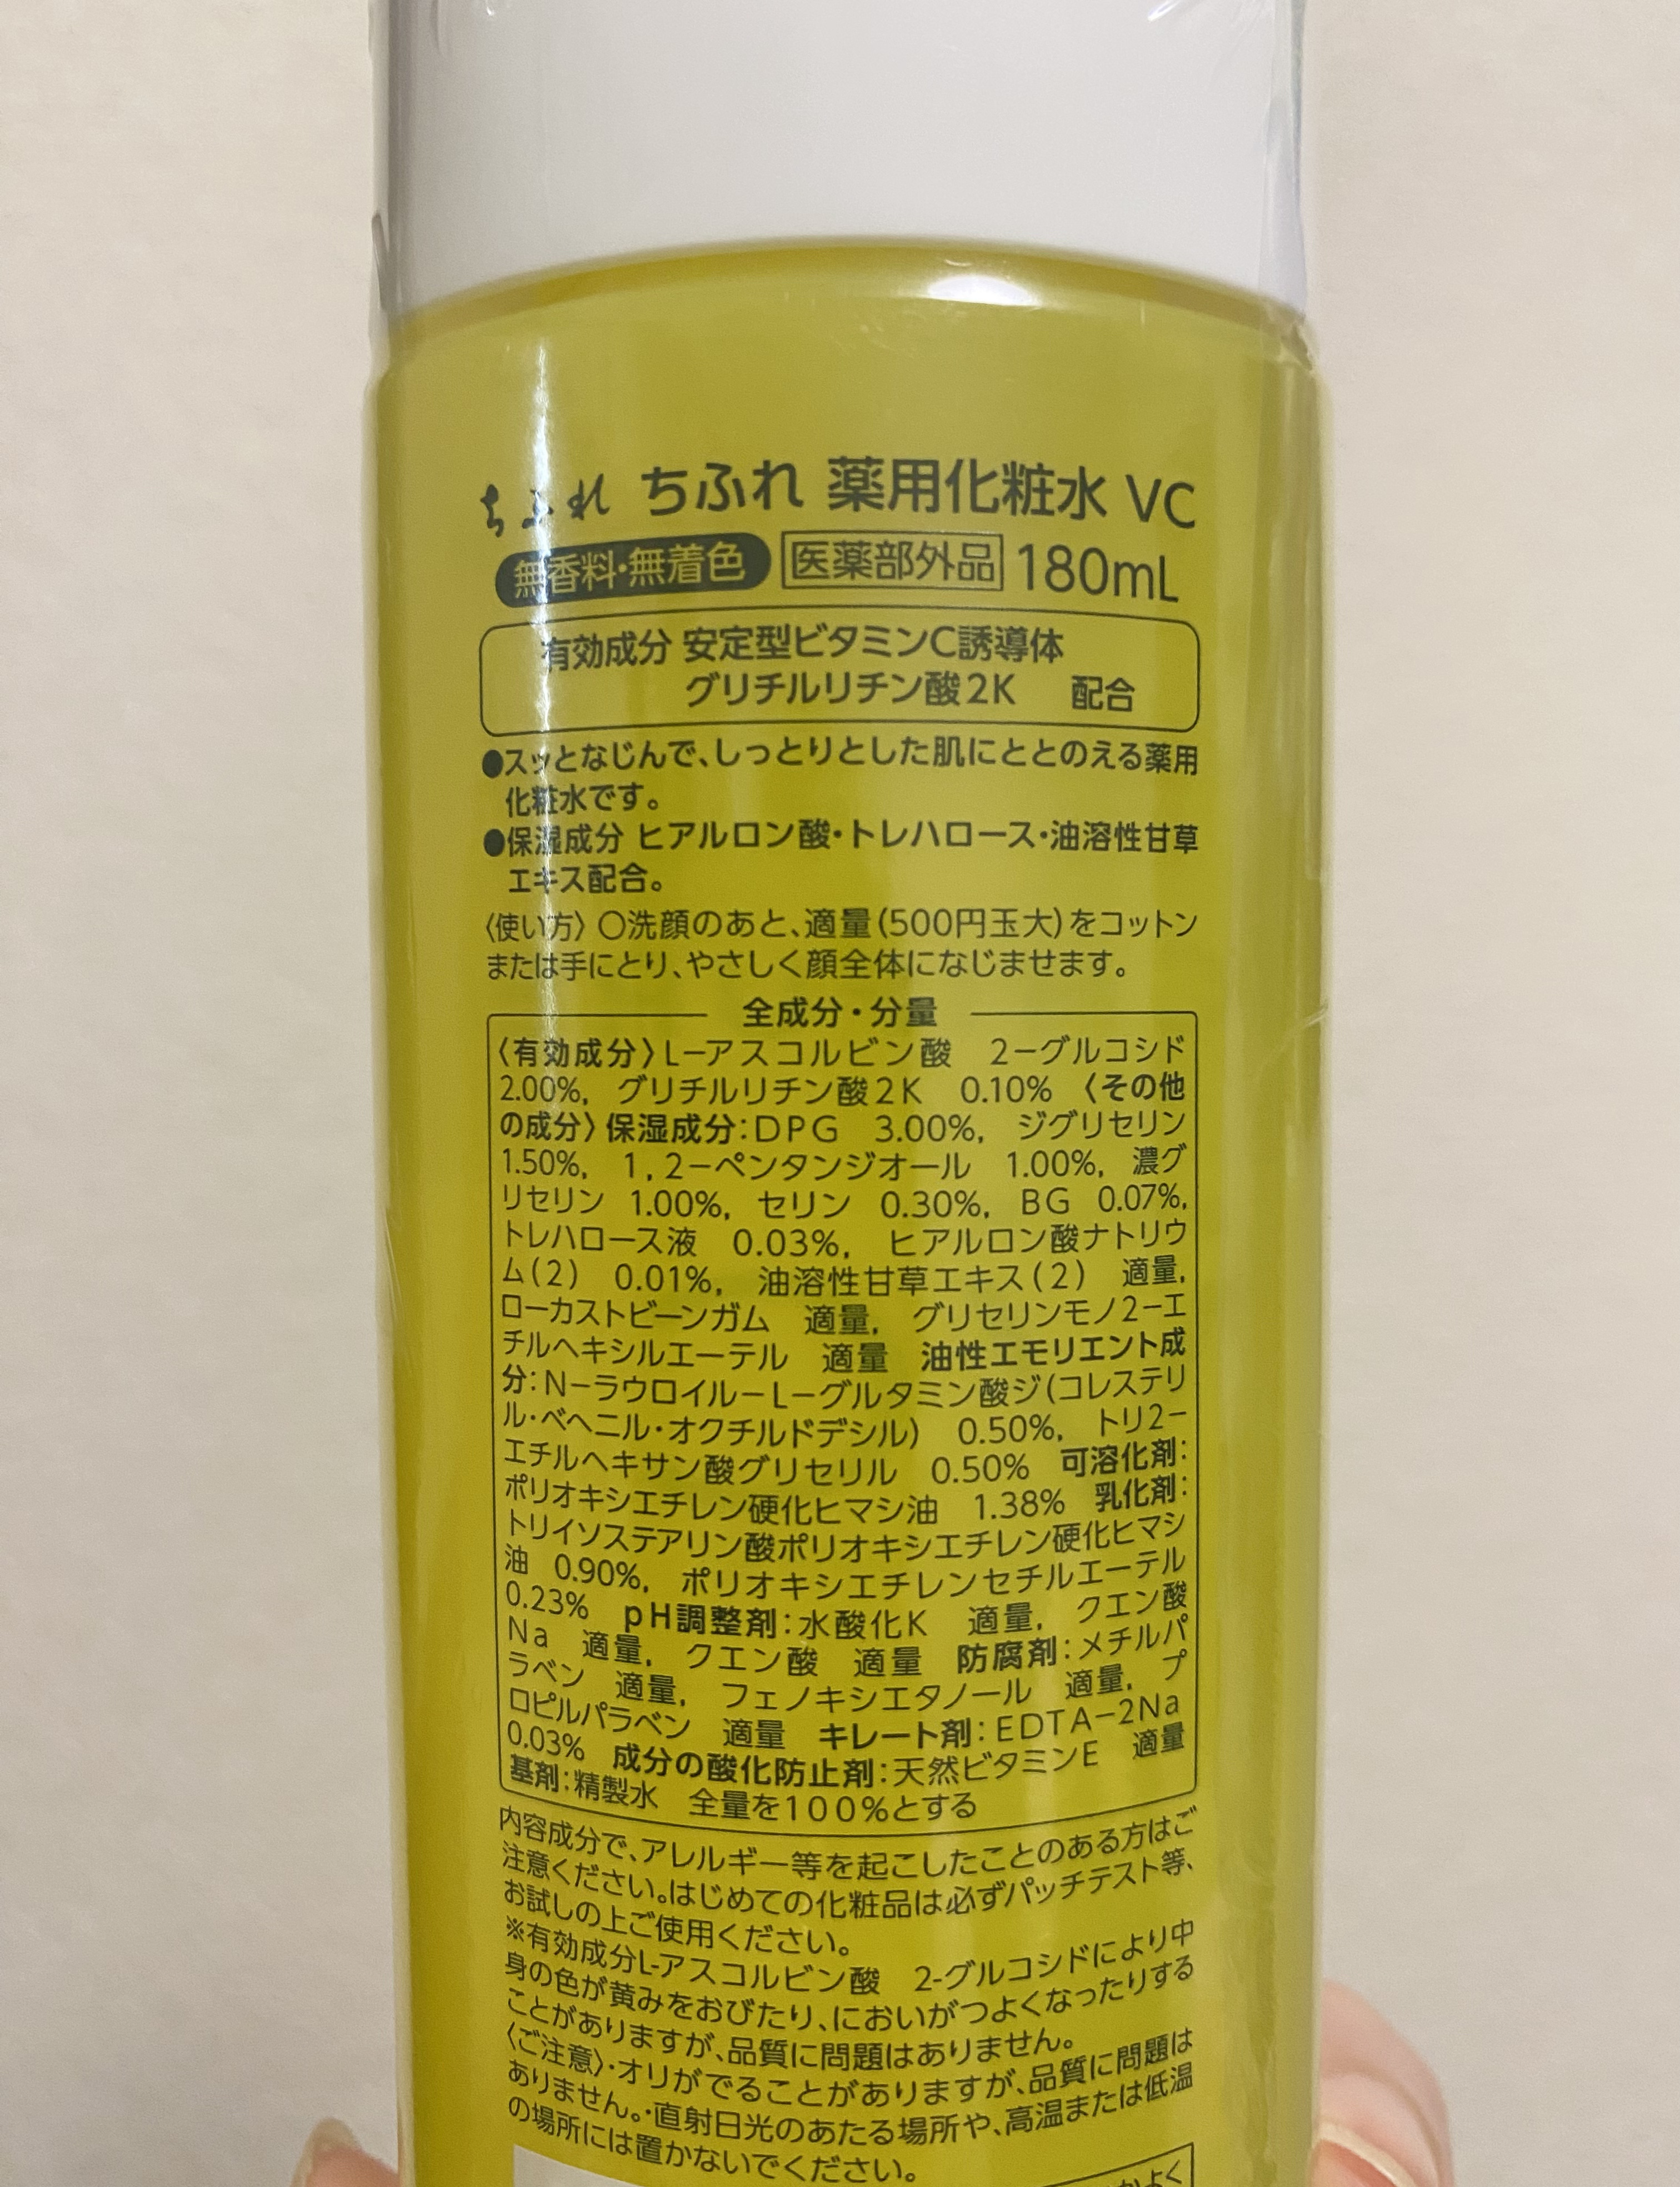 ちふれ ちふれ 薬用化粧水 VC
無香料・無着色 医薬部外品 180mL
有効成分 安定型ビタミンC誘導体
グリチルリチン酸2K 配合
●スッとなじんで、しっとりとした肌にととのえる薬用
化粧水です。
●保湿成分 ヒアルロン酸・トレハロース・油溶性甘草
エキス配合。
〈使い方〉○洗顔のあと、適量(500円玉大)をコットン
または手にとり、やさしく顔全体になじませます。
全成分・分量
〈有効成分〉L−アスコルビン酸 2−グルコシド
2.00%, グリチルリチン酸2K 0.10% 〈その他
の成分〉保湿成分:DPG 3.00%, ジグリセリン
1.50%, 1,2−ペンタンジオール 1.00%, 濃グ
リセリン 1.00%, セリン 0.30%, BG 0.07%,
トレハロース液 0.03%, ヒアルロン酸ナトリウ
ム(2) 0.01%, 油溶性甘草エキス(2) 適量,
ローカストビーンガム 適量, グリセリンモノ2−エ
チルヘキシルエーテル 適量 油性エモリエント成
分:N−ラウロイル−L−グルタミン酸ジ(コレステリ
ル・ベヘニル・オクチルドデシル) 0.50%, トリ2−
エチルヘキサン酸グリセリル 0.50% 可溶化剤:
ポリオキシエチレン硬化ヒマシ油 1.38% 乳化剤:
トリイソステアリン酸ポリオキシエチレン硬化ヒマシ
油 0.90%, ポリオキシエチレンセチルエーテル
0.23% pH調整剤:水酸化K 適量, クエン酸
Na 適量, クエン酸 適量 防腐剤:メチルパ
ラベン 適量, フェノキシエタノール 適量, プ
ロピルパラベン 適量 キレート剤:EDTA−2Na
0.03% 成分の酸化防止剤:天然ビタミンE 適量
基剤:精製水 全量を100%とする
内容成分で、アレルギー等を起こしたことのある方はご
注意ください。はじめての化粧品は必ずパッチテスト等、
お試しの上ご使用ください。
※有効成分L-アスコルビン酸 2-グルコシドにより中
身の色が黄みをおびたり、においがつよくなったりする
ことがありますが、品質に問題はありません。
〈ご注意〉・オリがでることがありますが、品質に問題は
ありません。・直射日光のあたる場所や、高温または低温
の場所には置かないでください。